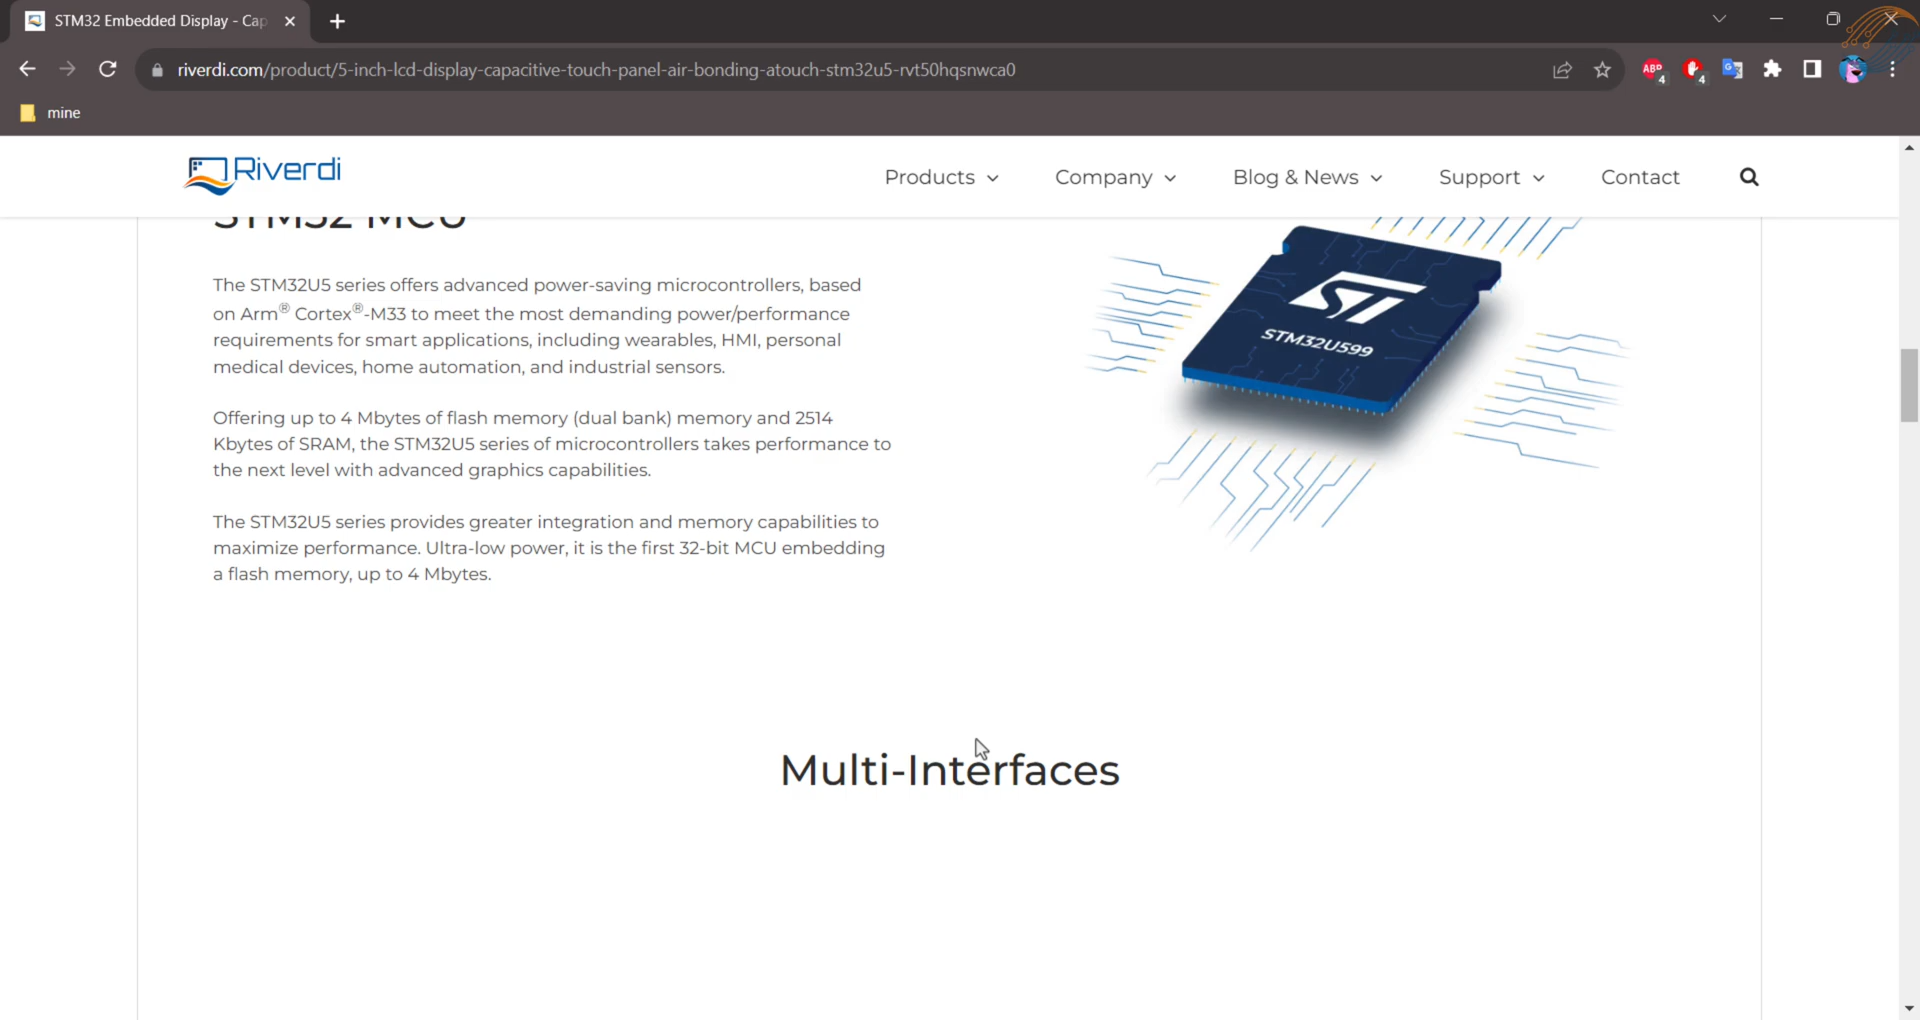 STM32 Embedded Display - Cap
riverdi.com/product/5-inch-lcd-display-capacitive-touch-panel-air-bonding-atouch-stm32u5-rvt50hqsnwca0
ABP
4
4
mine
Riverdi
Products
Company
Blog & News
Support
Contact
STM32 MCU
The STM32U5 series offers advanced power-saving microcontrollers, based
on Arm® Cortex®-M33 to meet the most demanding power/performance
requirements for smart applications, including wearables, HMI, personal
medical devices, home automation, and industrial sensors.
Offering up to 4 Mbytes of flash memory (dual bank) memory and 2514
Kbytes of SRAM, the STM32U5 series of microcontrollers takes performance to
the next level with advanced graphics capabilities.
The STM32U5 series provides greater integration and memory capabilities to
maximize performance. Ultra-low power, it is the first 32-bit MCU embedding
a flash memory, up to 4 Mbytes.
ST
STM32U599
Multi-Interfaces